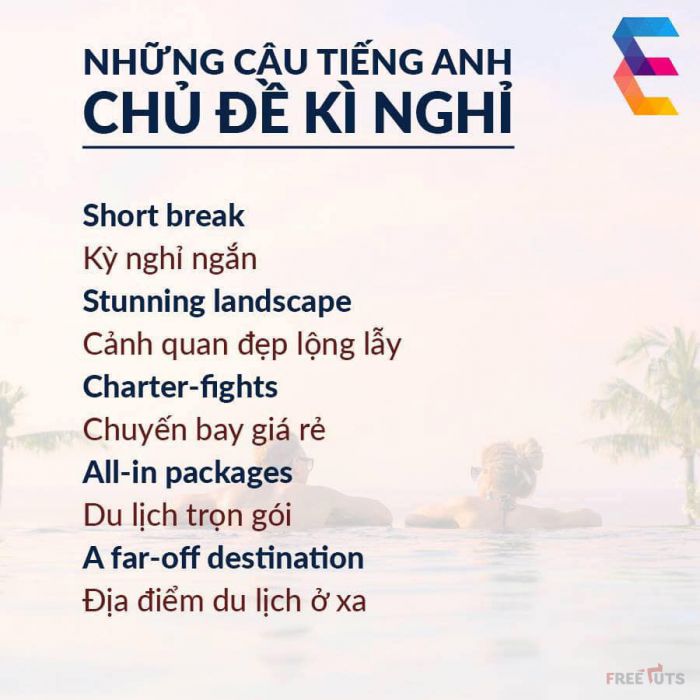 NHỮNG CÂU TIẾNG ANH
CHỦ ĐỀ KÌ NGHỈ
Short break
Kỳ nghỉ ngắn
Stunning landscape
Cảnh quan đẹp lộng lẫy
Charter-fights
Chuyến bay giá rẻ
All-in packages
Du lịch trọn gói
A far-off destination
Địa điểm du lịch ở xa
FREETUTS